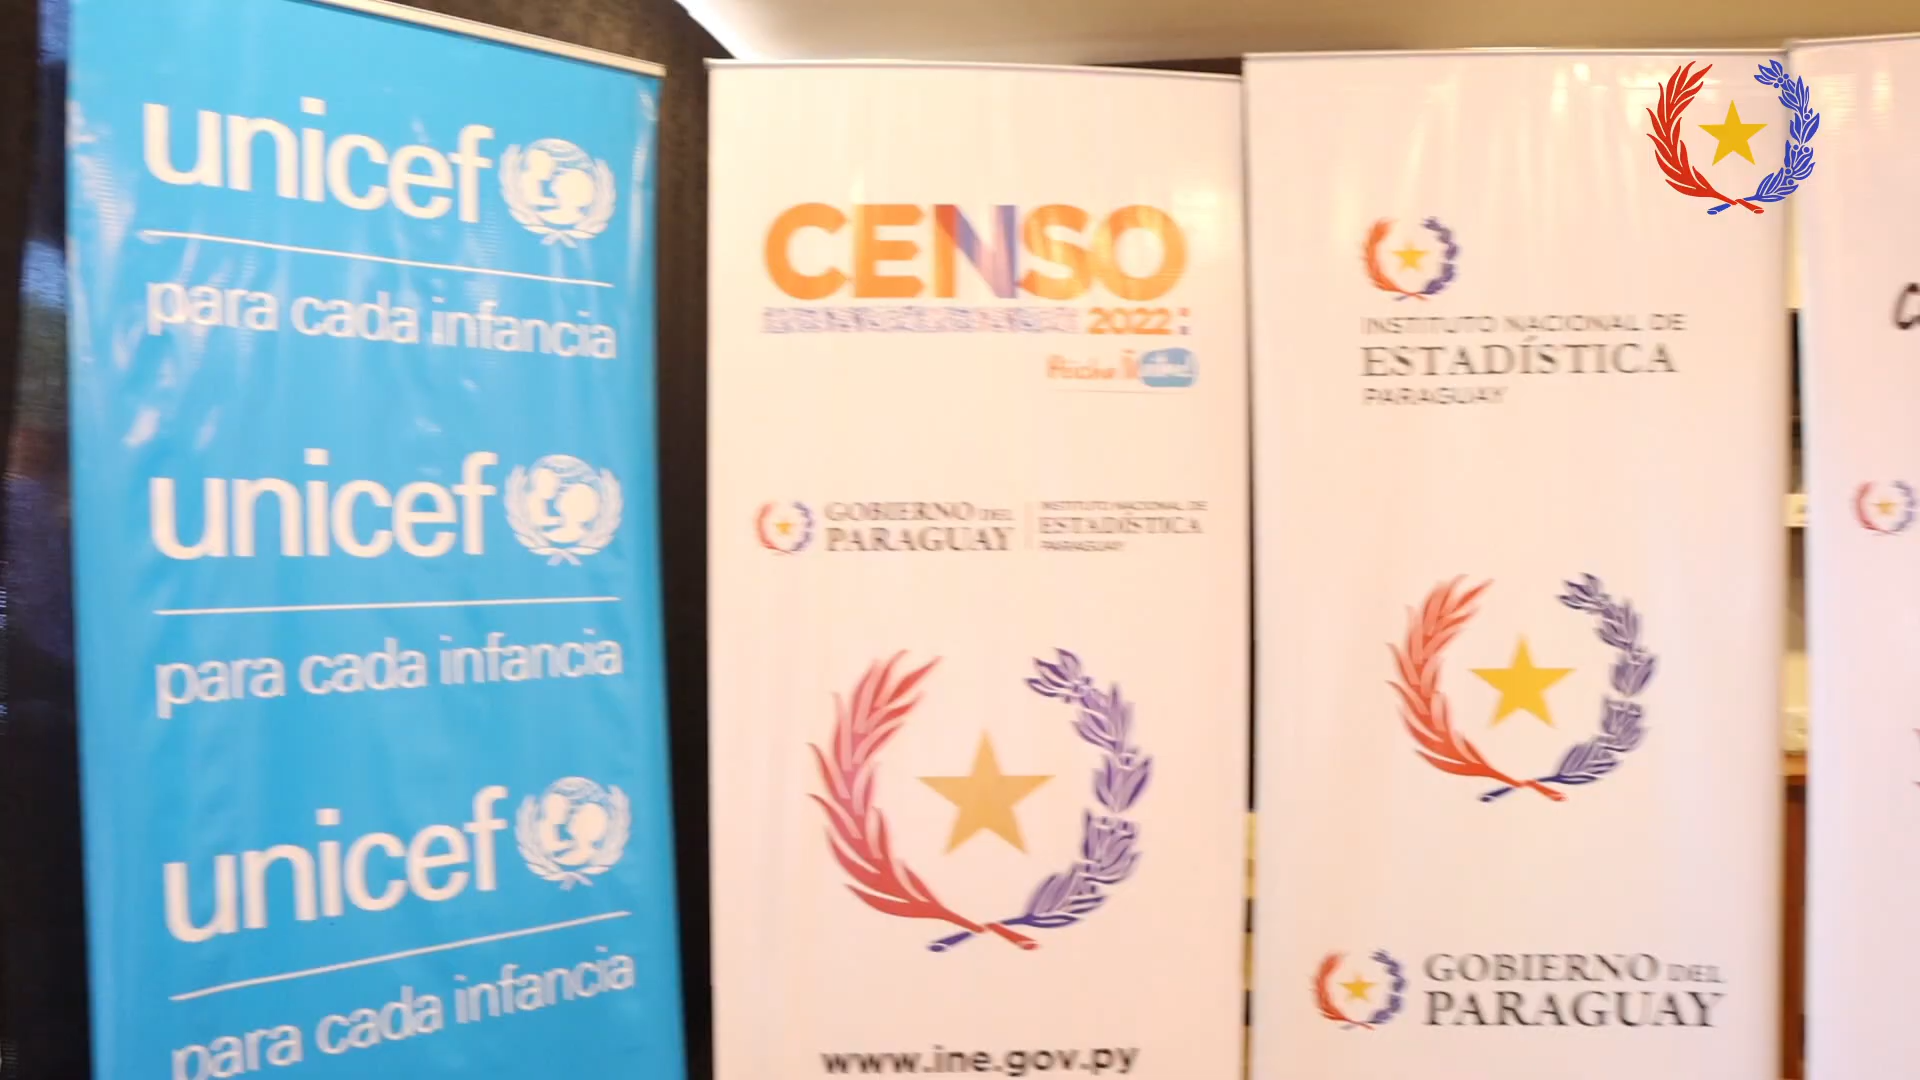 unicef
para cada infancia
unicef
para cada infancia
unicef
para cada infancia
CENSO
2022
GOBIERNO DEL
PARAGUAY
INSTITUTO NACIONAL DE
ESTADÍSTICA
PARAGUAY
www.ine.gov.py
INSTITUTO NACIONAL DE
ESTADÍSTICA
PARAGUAY
GOBIERNO DEL
PARAGUAY